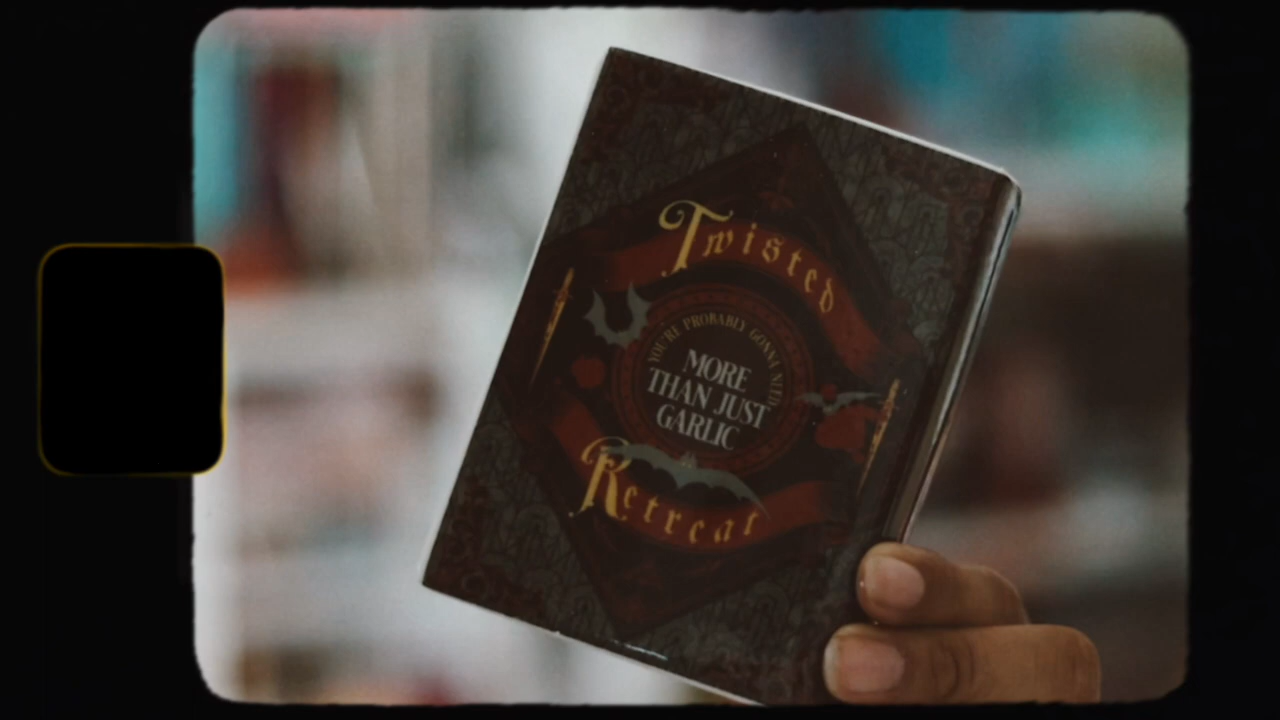 Twisted
YOU'RE PROBABLY GONNA NEED
MORE
THAN JUST
GARLIC
Retreat